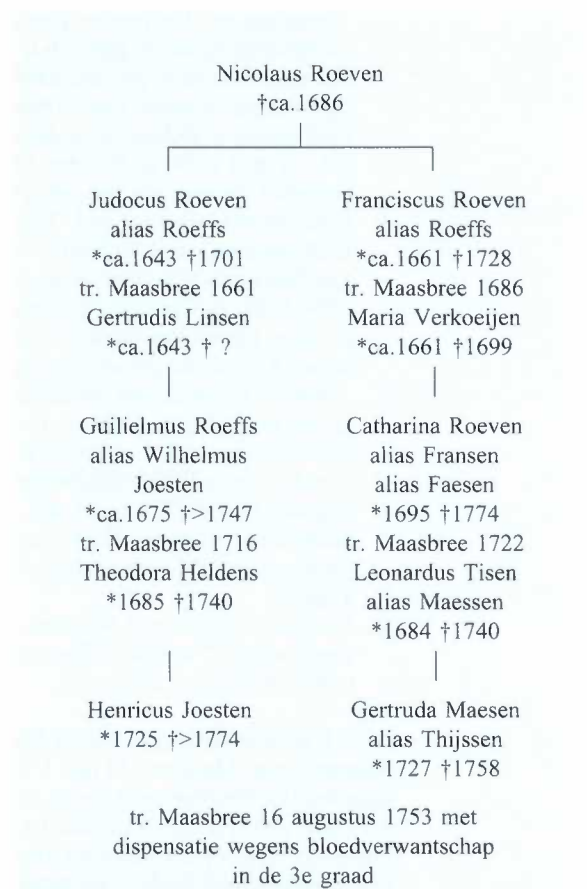 Nicolaus Roeven
†ca.1686
Judocus Roeven
alias Roeffs
*ca.1643 †1701
tr. Maasbree 1661
Gertrudis Linsen
*ca.1643 † ?
Franciscus Roeven
alias Roeffs
*ca.1661 †1728
tr. Maasbree 1686
Maria Verkoeijen
*ca.1661 †1699
Guilielmus Roeffs
alias Wilhelmus
Joesten
*ca.1675 †>1747
tr. Maasbree 1716
Theodora Heldens
*1685 †1740
Catharina Roeven
alias Fransen
alias Faesen
*1695 †1774
tr. Maasbree 1722
Leonardus Tisen
alias Maessen
*1684 †1740
Henricus Joesten
*1725 †>1774
Gertruda Maesen
alias Thijssen
*1727 †1758
tr. Maasbree 16 augustus 1753 met
dispensatie wegens bloedverwantschap
in de 3e graad